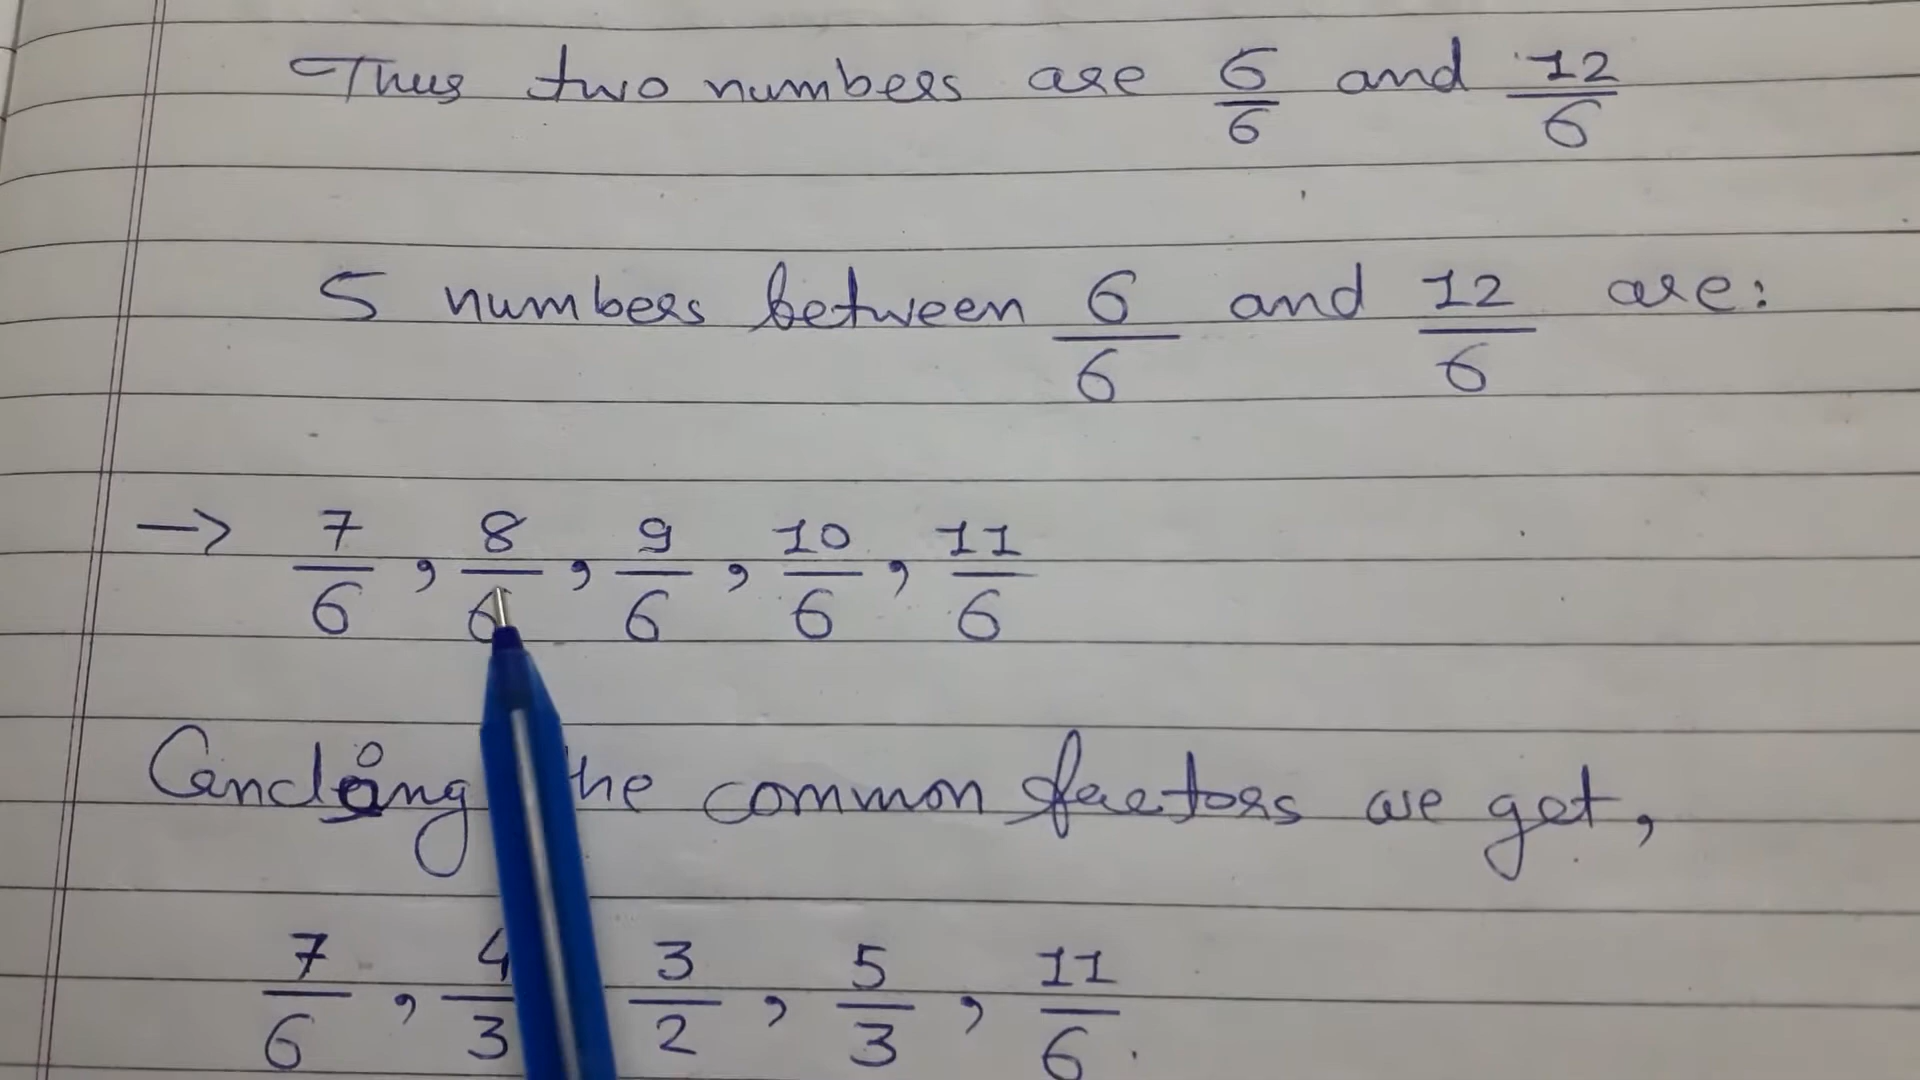 Thus two numbers are 6/6 and 12/6
5 numbers between 6/6 and 12/6 are:
→ 7/6, 8/6, 9/6, 10/6, 11/6
the common factors we get,
7/6, 4/3 3/2, 5/3, 11/6.